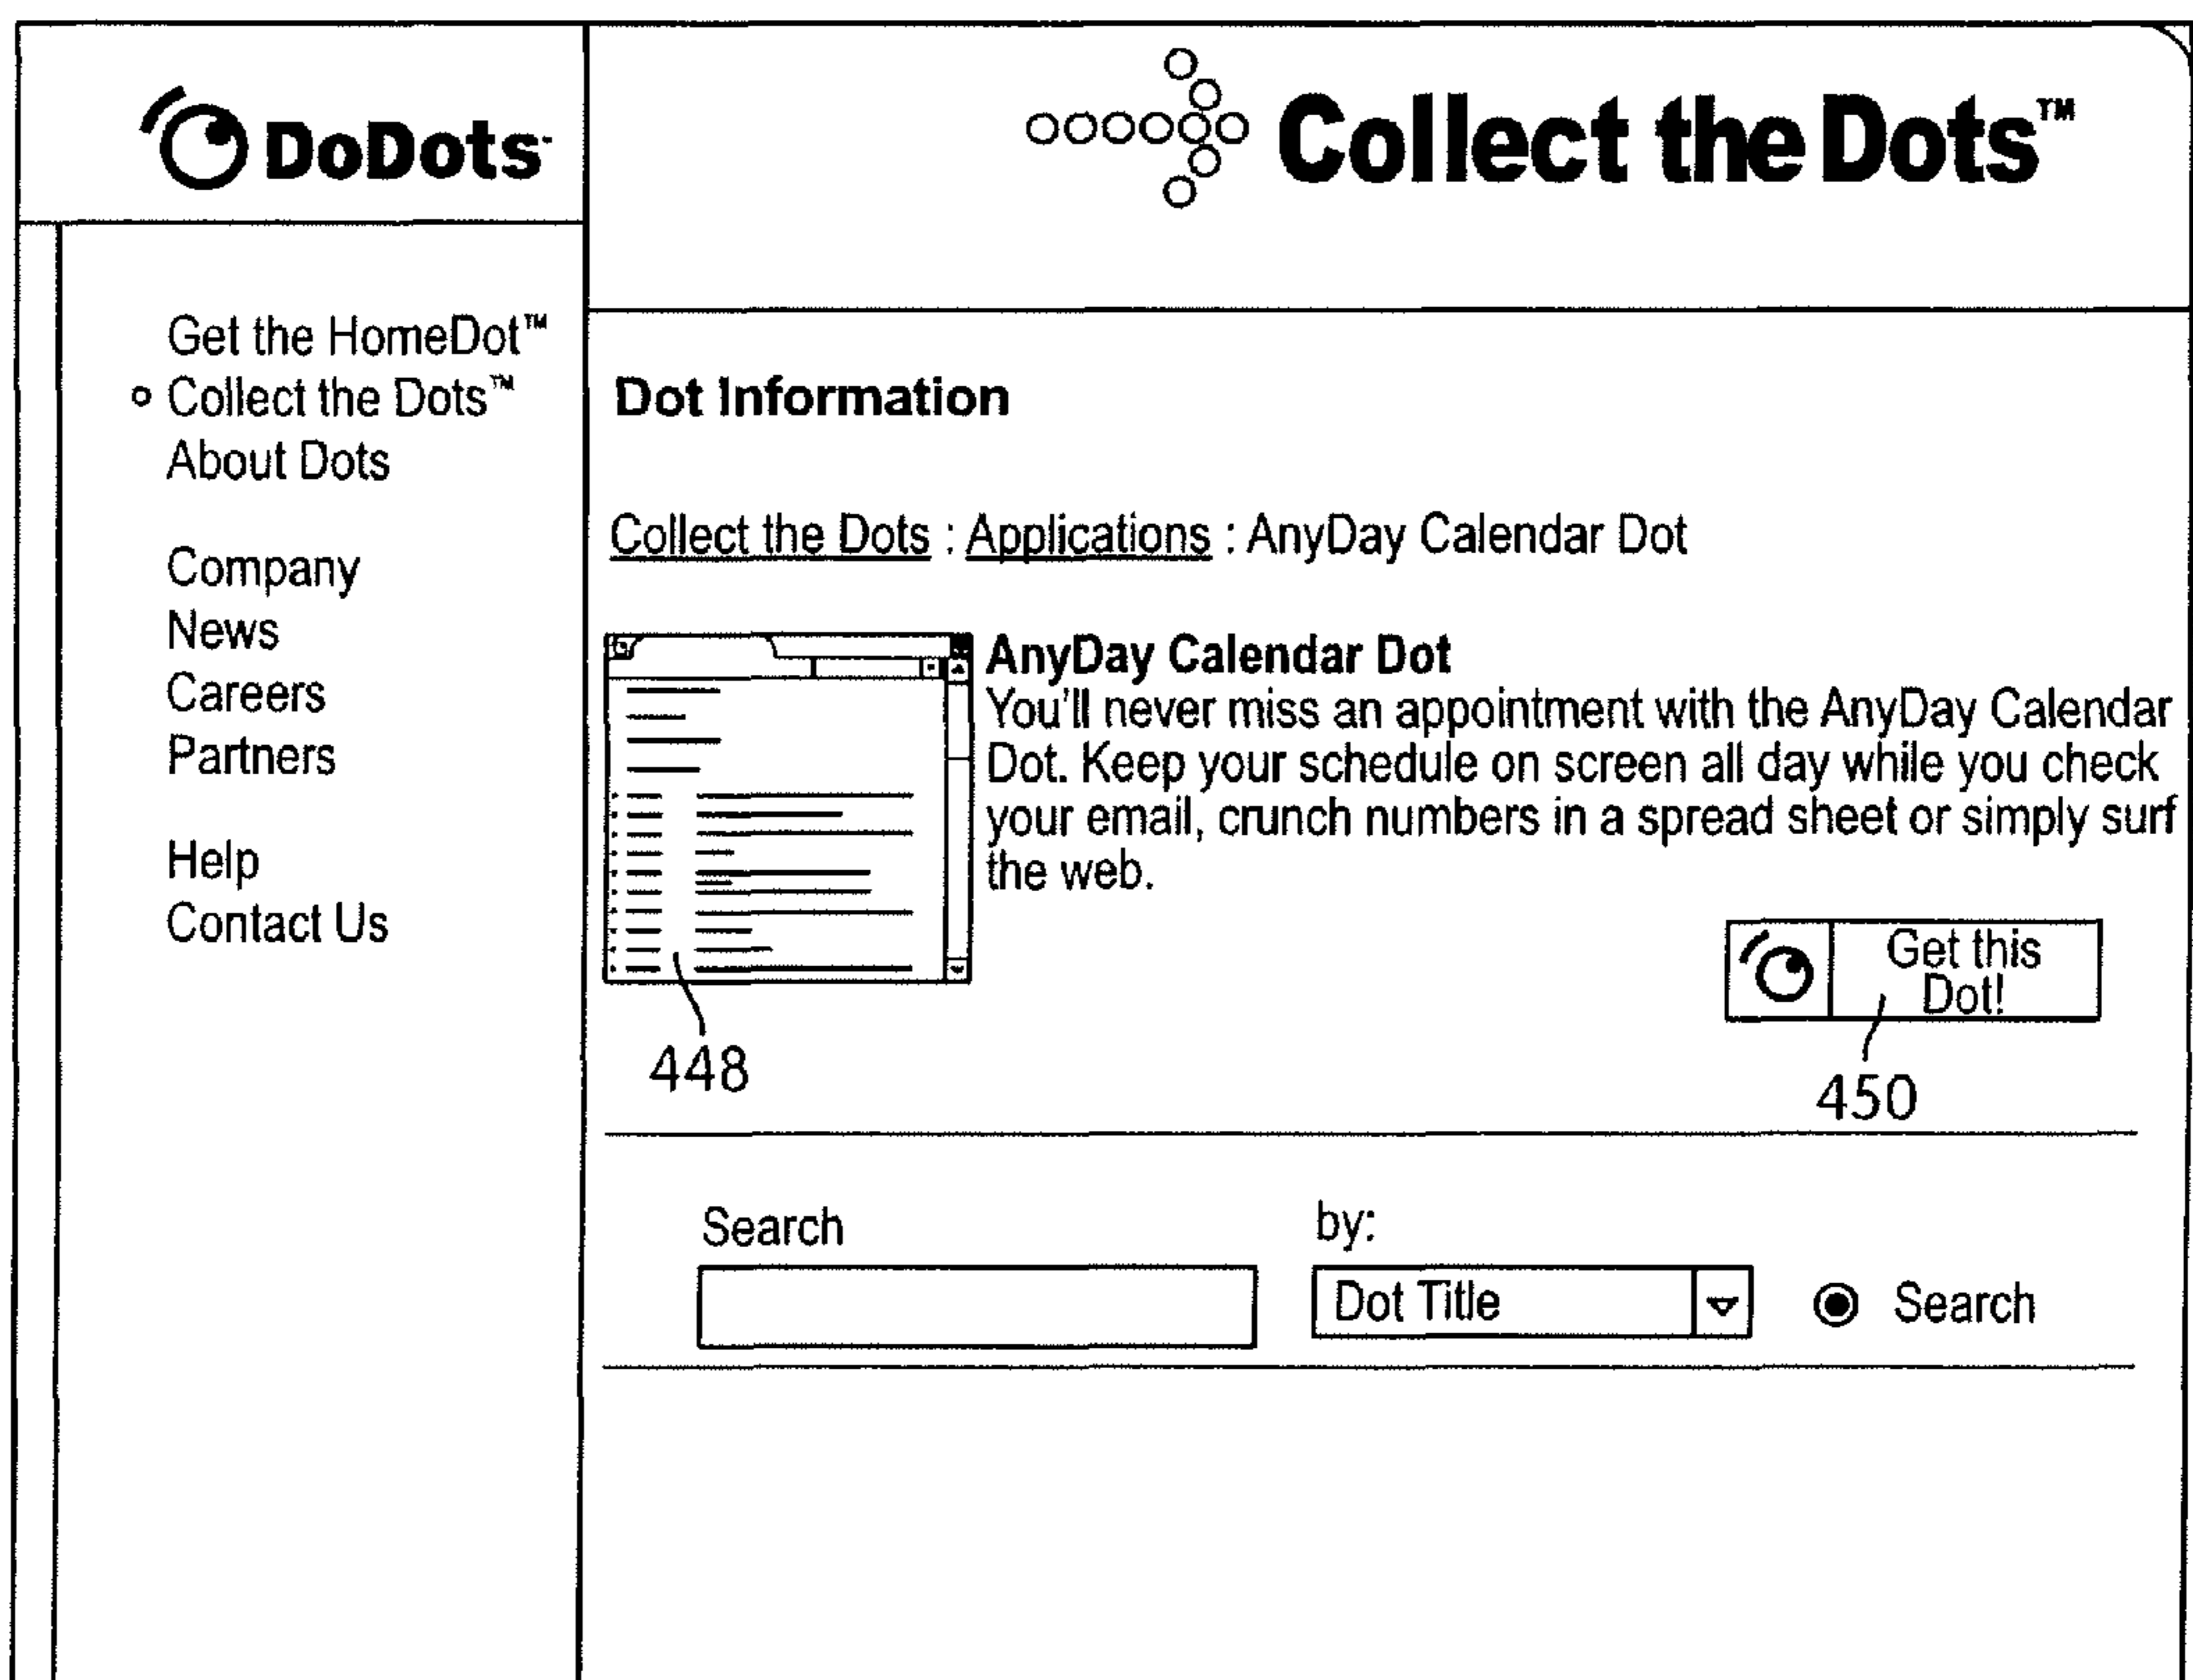 DoDots
Collect the Dots™
Get the HomeDot™
Collect the Dots™
About Dots
Company
News
Careers
Partners
Help
Contact Us
Dot Information
Collect the Dots : Applications : AnyDay Calendar Dot
AnyDay Calendar Dot
You'll never miss an appointment with the AnyDay Calendar
Dot. Keep your schedule on screen all day while you check
your email, crunch numbers in a spread sheet or simply surf
the web.
Get this
Dot!
448
450
Search
by:
Dot Title
Search